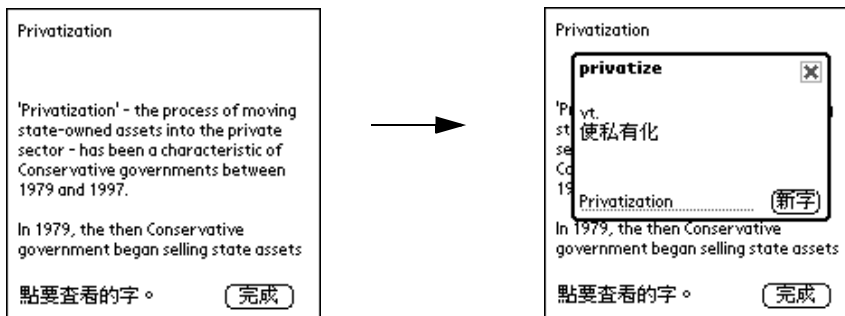 Privatization
'Privatization' - the process of moving
state-owned assets into the private
sector - has been a characteristic of
Conservative governments between
1979 and 1997.
In 1979, the then Conservative
government began selling state assets
點要查看的字。
完成
Privatization
privatize
vt.
使私有化
Privatization
新字
In 1979, the then Conservative
government began selling state assets
點要查看的字。
完成